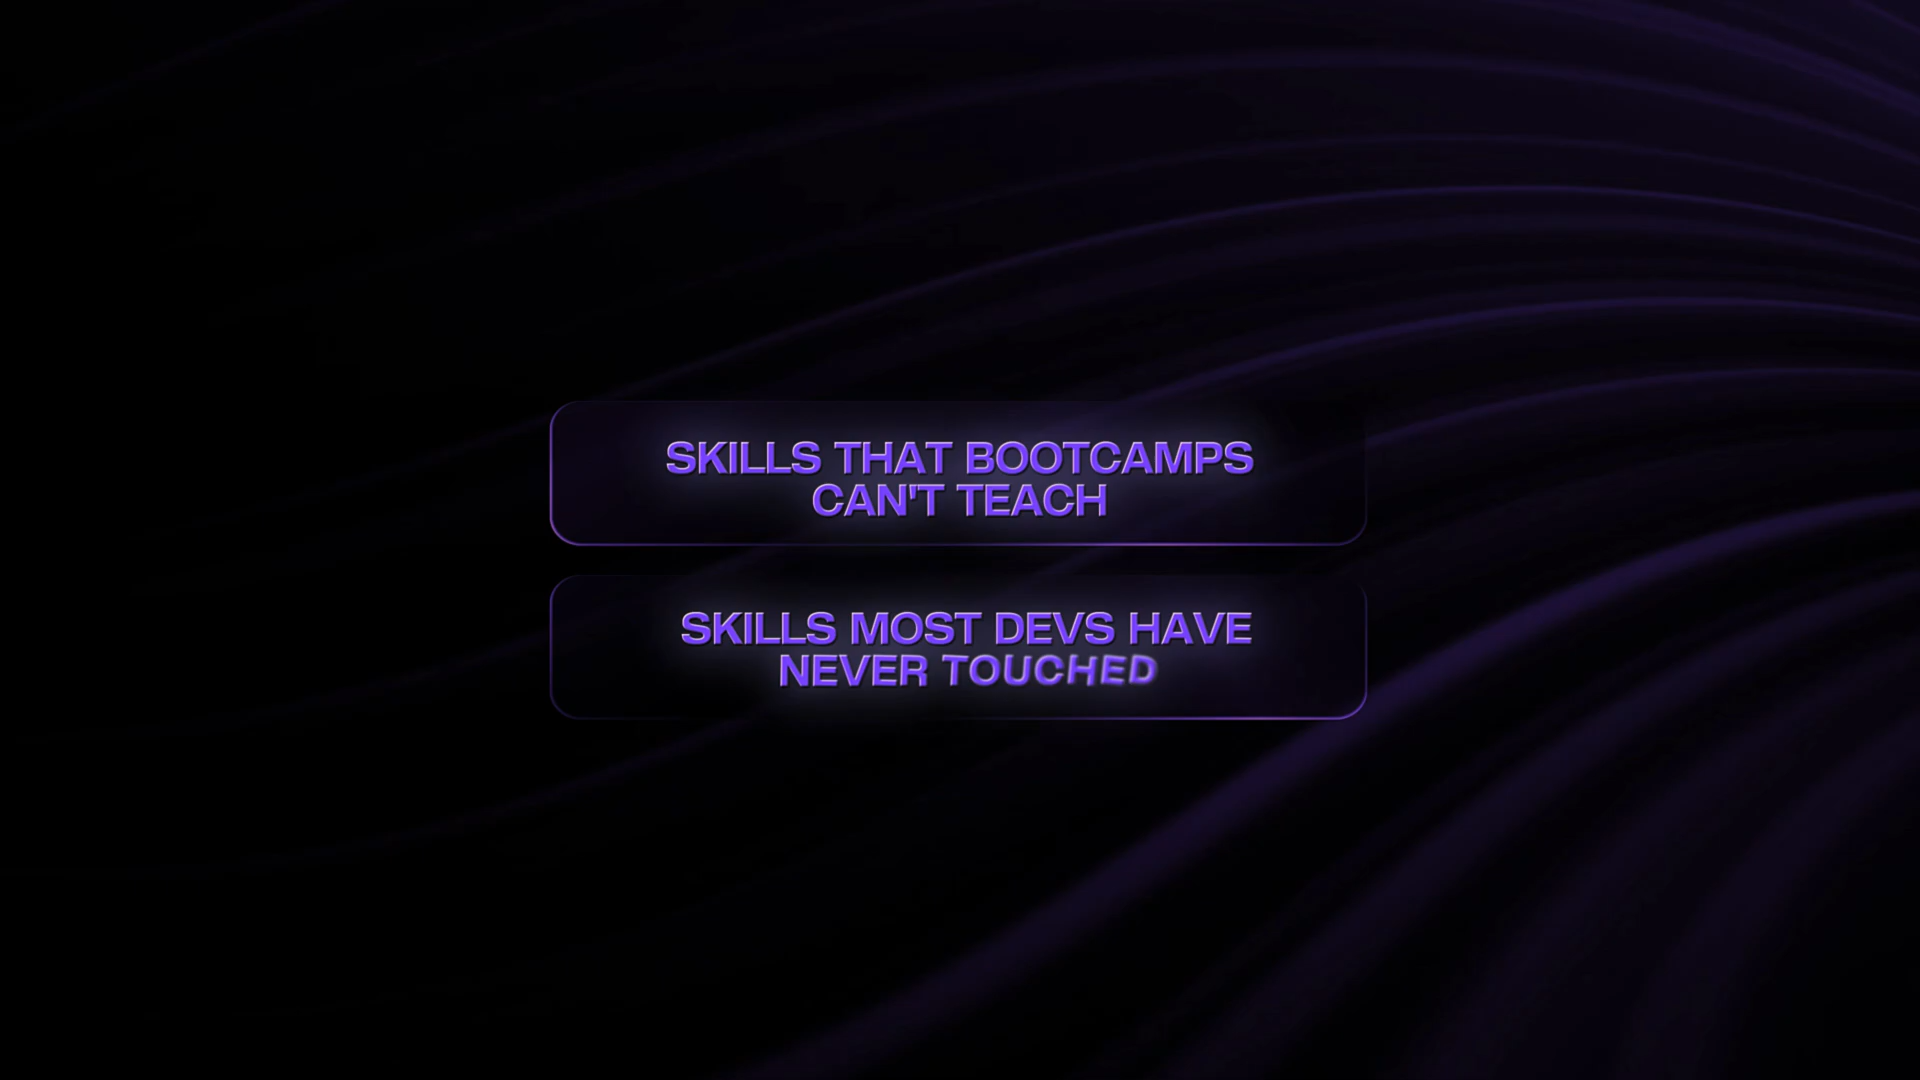 SKILLS THAT BOOTCAMPS
CAN'T TEACH
SKILLS MOST DEVS HAVE
NEVER TOUCHED